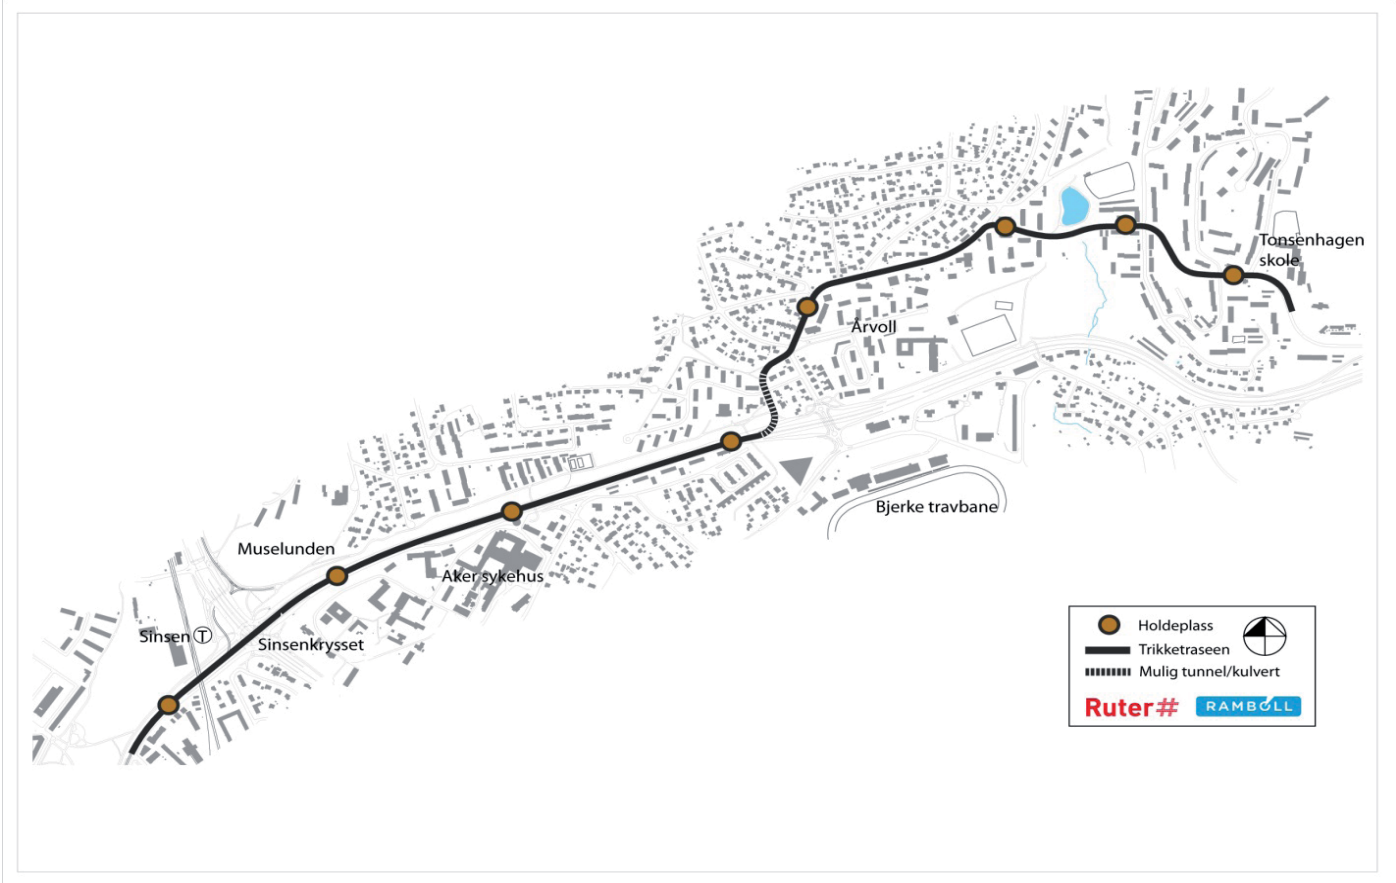 Tonsenhagen
skole
Årvoll
Bjerke travbane
Muselunden
Aker sykehus
Sinsen T
Sinsenkrysset
Holdeplass
Trikketraseen
Mulig tunnel/kulvert
Ruter#
RAMBOLL